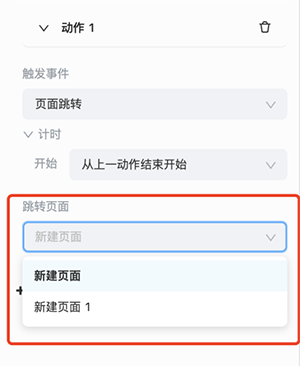 动作 1
触发事件
页面跳转
计时
开始
从上一动作结束开始
跳转页面
新建页面
新建页面
新建页面 1
+